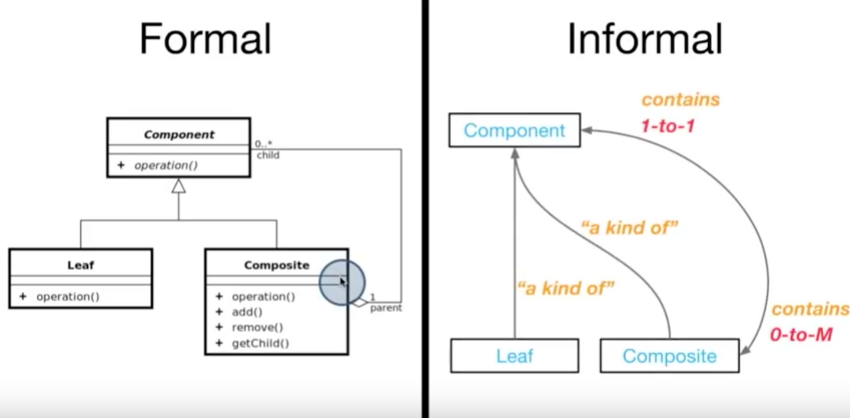 Formal
Component
+ operation()
0..*
child
Leaf
+ operation()
Composite
+ operation()
+ add()
+ remove()
+ getChild()
1
parent
Informal
contains
1-to-1
Component
“a kind of”
“a kind of”
contains
0-to-M
Leaf
Composite